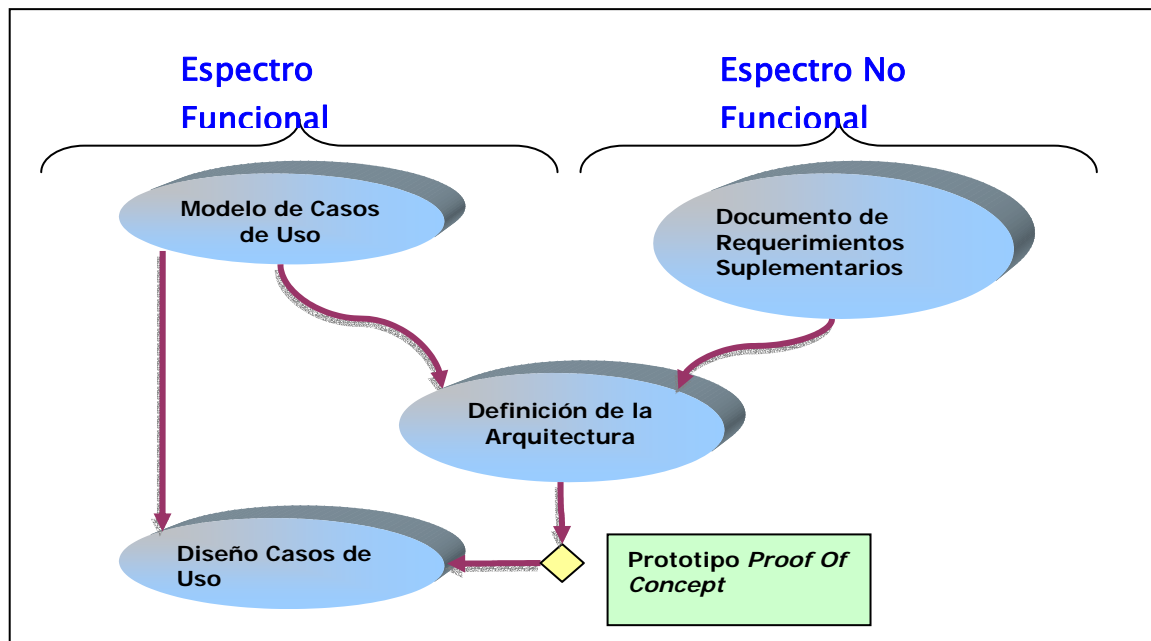 Espectro
Funcional
Espectro No
Funcional
Modelo de Casos
de Uso
Documento de
Requerimientos
Suplementarios
Definición de la
Arquitectura
Diseño Casos de
Uso
Prototipo Proof Of
Concept